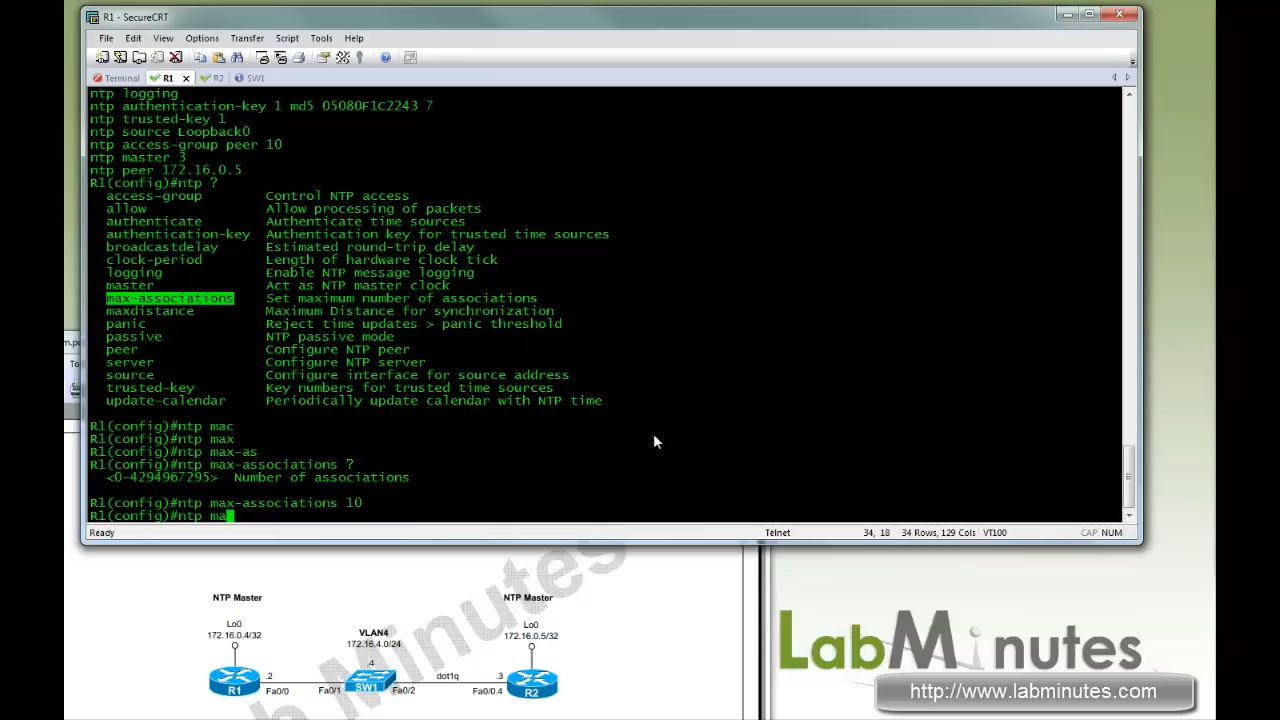 R1 - SecureCRT
File Edit View Options Transfer Script Tools Help
Terminal R1 x R2 SW1
ntp logging
ntp authentication-key 1 md5 05080F1C2243 7
ntp trusted-key 1
ntp source Loopback0
ntp access-group peer 10
ntp master 3
ntp peer 172.16.0.5
R1(config)#ntp ?
access-group Control NTP access
allow Allow processing of packets
authenticate Authenticate time sources
authentication-key Authentication key for trusted time sources
broadcastdelay Estimated round-trip delay
clock-period Length of hardware clock tick
logging Enable NTP message logging
master Act as NTP master clock
max-associations Set maximum number of associations
maxdistance Maximum Distance for synchronization
panic Reject time updates > panic threshold
passive NTP passive mode
peer Configure NTP peer
server Configure NTP server
source Configure interface for source address
trusted-key Key numbers for trusted time sources
update-calendar Periodically update calendar with NTP time
R1(config)#ntp mac
R1(config)#ntp max
R1(config)#ntp max-as
R1(config)#ntp max-associations ?
<0-4294967295> Number of associations
R1(config)#ntp max-associations 10
R1(config)#ntp ma
Ready Telnet 34, 18 34 Rows, 129 Cols VT100 CAP NUM
m.pc
To
NTP Master NTP Master
Lo0 Lo0
172.16.0.4/32 VLAN4 172.16.0.5/32
172.16.4.0/24
.4
.2 dot1q .3
R1 Fa0/0 Fa0/1 SW1 Fa0/2 Fa0/0.4 R2
Minutes
LabMinutes
http://www.labminutes.com